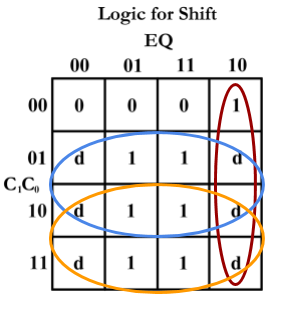 Logic for Shift
EQ
00 01 11 10
00 0 0 0 1
01 d 1 1 d
C₁C₀
10 d 1 1 d
11 d 1 1 d